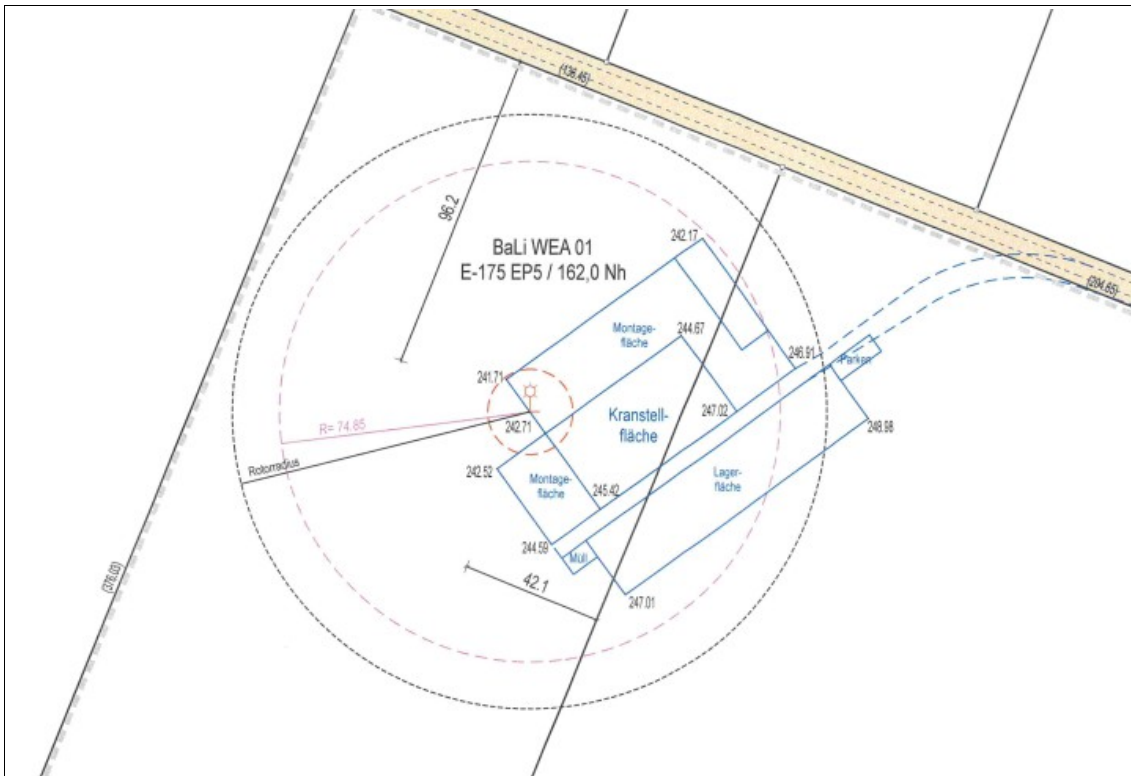 (136.45)
96.2
BaLi WEA 01
E-175 EP5 / 162,0 Nh
242.17
(204.65)
Montage-
fläche
244.67
246.91
Parken
241.71
242.71
Kranstell-
fläche
247.02
248.98
R= 74.85
Rotorradius
242.52
Montage-
fläche
245.42
Lager-
fläche
244.59
Müll
42.1
247.01
(376.03)